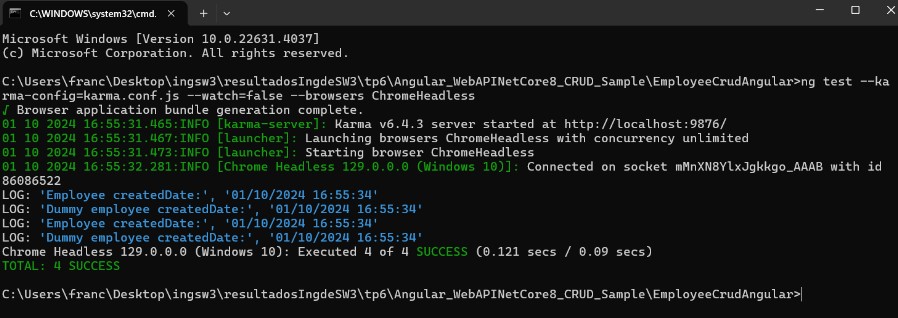 C:\WINDOWS\system32\cmd.
Microsoft Windows [Version 10.0.22631.4037]
(c) Microsoft Corporation. All rights reserved.
C:\Users\franc\Desktop\ingsw3\resultadosIngdeSW3\tp6\Angular_WebAPINetCore8_CRUD_Sample\EmployeeCrudAngular>ng test --ka
rma-config=karma.conf.js --watch=false --browsers ChromeHeadless
√ Browser application bundle generation complete.
01 10 2024 16:55:31.465:INFO [karma-server]: Karma v6.4.3 server started at http://localhost:9876/
01 10 2024 16:55:31.467:INFO [launcher]: Launching browsers ChromeHeadless with concurrency unlimited
01 10 2024 16:55:31.473:INFO [launcher]: Starting browser ChromeHeadless
01 10 2024 16:55:32.281:INFO [Chrome Headless 129.0.0.0 (Windows 10)]: Connected on socket mMnXN8YlxJgkkgo_AAAB with id
86086522
LOG: 'Employee createdDate:', '01/10/2024 16:55:34'
LOG: 'Dummy employee createdDate:', '01/10/2024 16:55:34'
LOG: 'Employee createdDate:', '01/10/2024 16:55:34'
LOG: 'Dummy employee createdDate:', '01/10/2024 16:55:34'
Chrome Headless 129.0.0.0 (Windows 10): Executed 4 of 4 SUCCESS (0.121 secs / 0.09 secs)
TOTAL: 4 SUCCESS
C:\Users\franc\Desktop\ingsw3\resultadosIngdeSW3\tp6\Angular_WebAPINetCore8_CRUD_Sample\EmployeeCrudAngular>